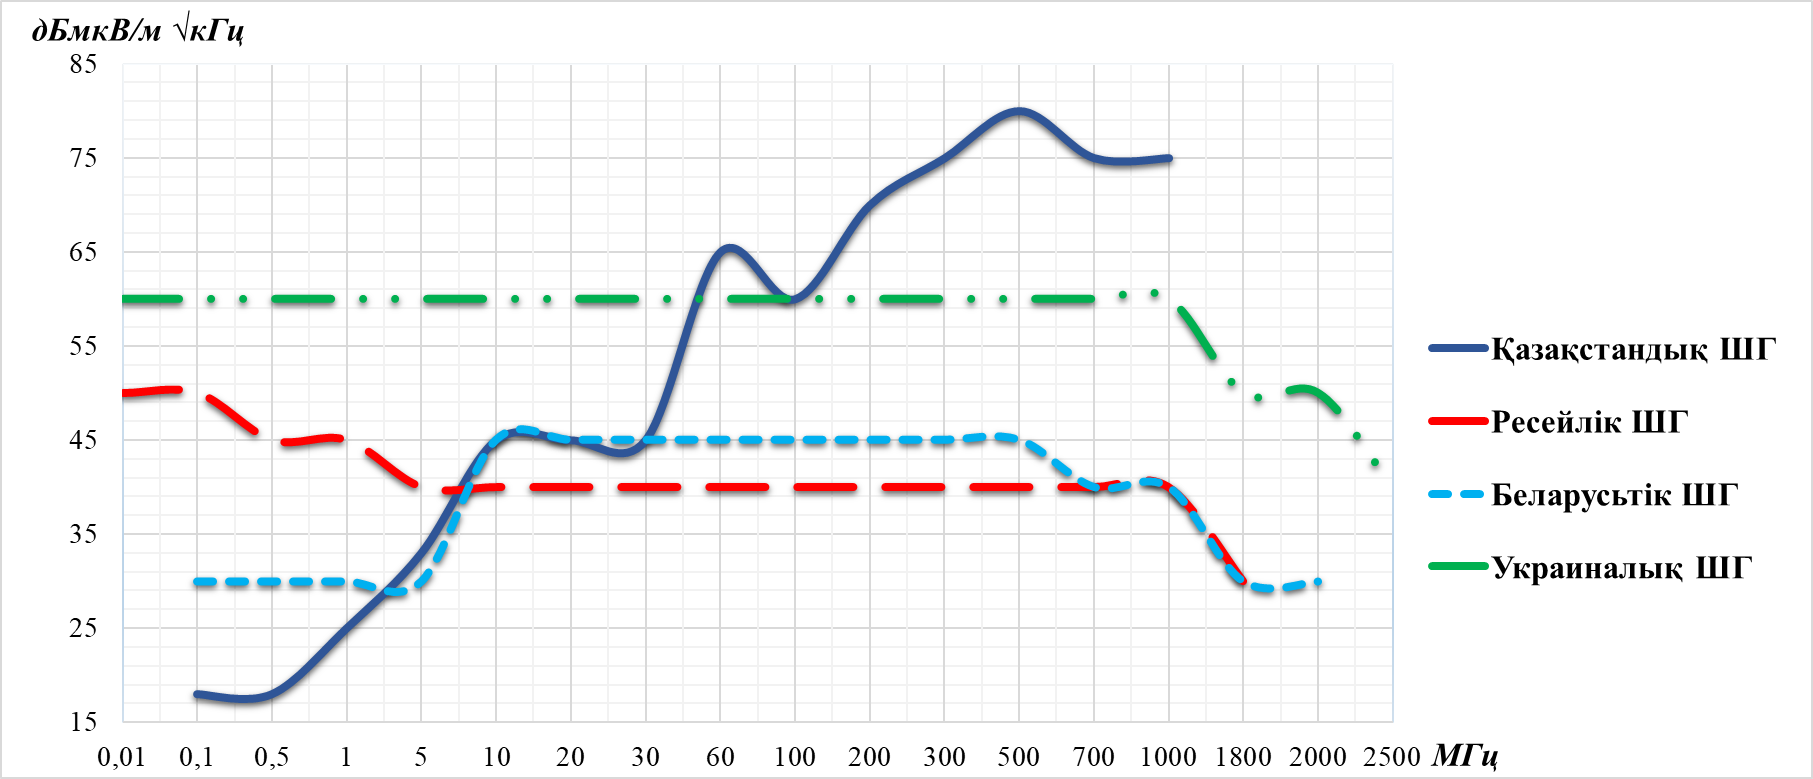 дБмкВ/м √кГц
85
75
65
55
45
35
25
15
0,01 0,1 0,5 1 5 10 20 30 60 100 200 300 500 700 1000 1800 2000 2500 МГц
Қазақстандық ШГ
Ресейлік ШГ
Беларусьтік ШГ
Украиналық ШГ